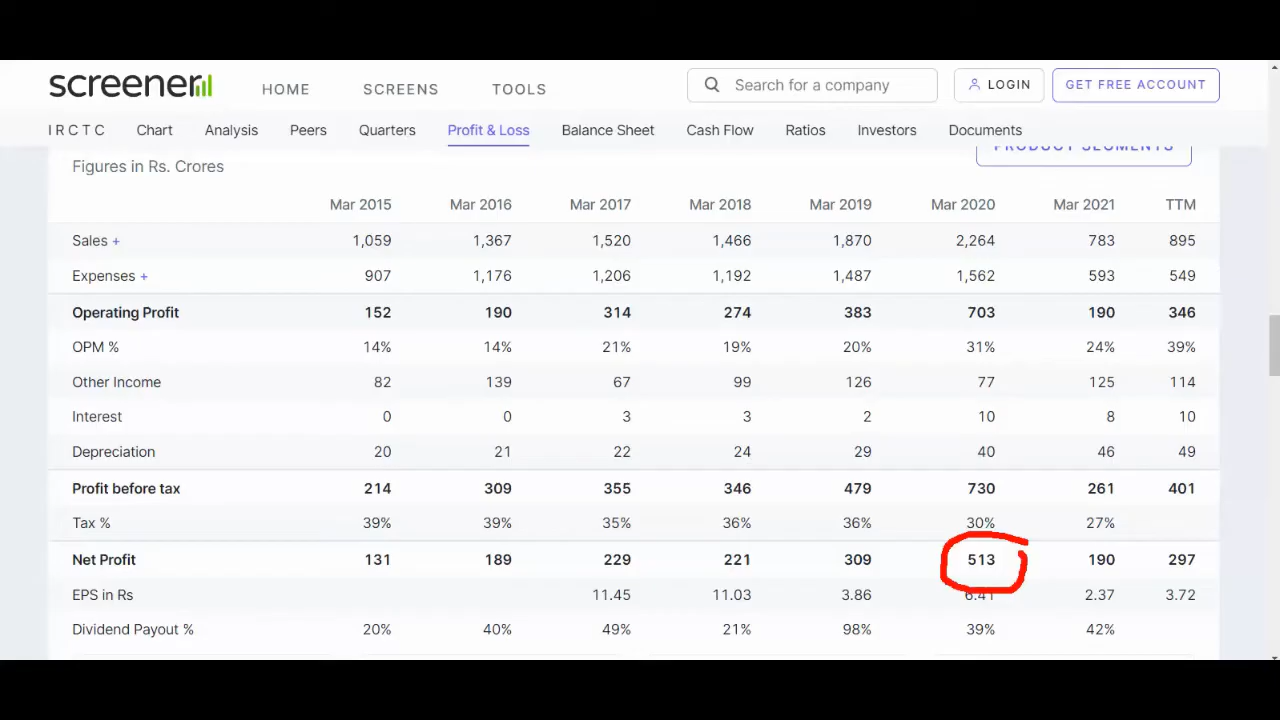 screener HOME SCREENS TOOLS Search for a company LOGIN GET FREE ACCOUNT
I R C T C Chart Analysis Peers Quarters Profit & Loss Balance Sheet Cash Flow Ratios Investors Documents
PRODUCT SEGMENTS
Figures in Rs. Crores
Mar 2015 Mar 2016 Mar 2017 Mar 2018 Mar 2019 Mar 2020 Mar 2021 TTM
Sales + 1,059 1,367 1,520 1,466 1,870 2,264 783 895
Expenses + 907 1,176 1,206 1,192 1,487 1,562 593 549
Operating Profit 152 190 314 274 383 703 190 346
OPM % 14% 14% 21% 19% 20% 31% 24% 39%
Other Income 82 139 67 99 126 77 125 114
Interest 0 0 3 3 2 10 8 10
Depreciation 20 21 22 24 29 40 46 49
Profit before tax 214 309 355 346 479 730 261 401
Tax % 39% 39% 35% 36% 36% 30% 27%
Net Profit 131 189 229 221 309 513 190 297
EPS in Rs 11.45 11.03 3.86 6.41 2.37 3.72
Dividend Payout % 20% 40% 49% 21% 98% 39% 42%